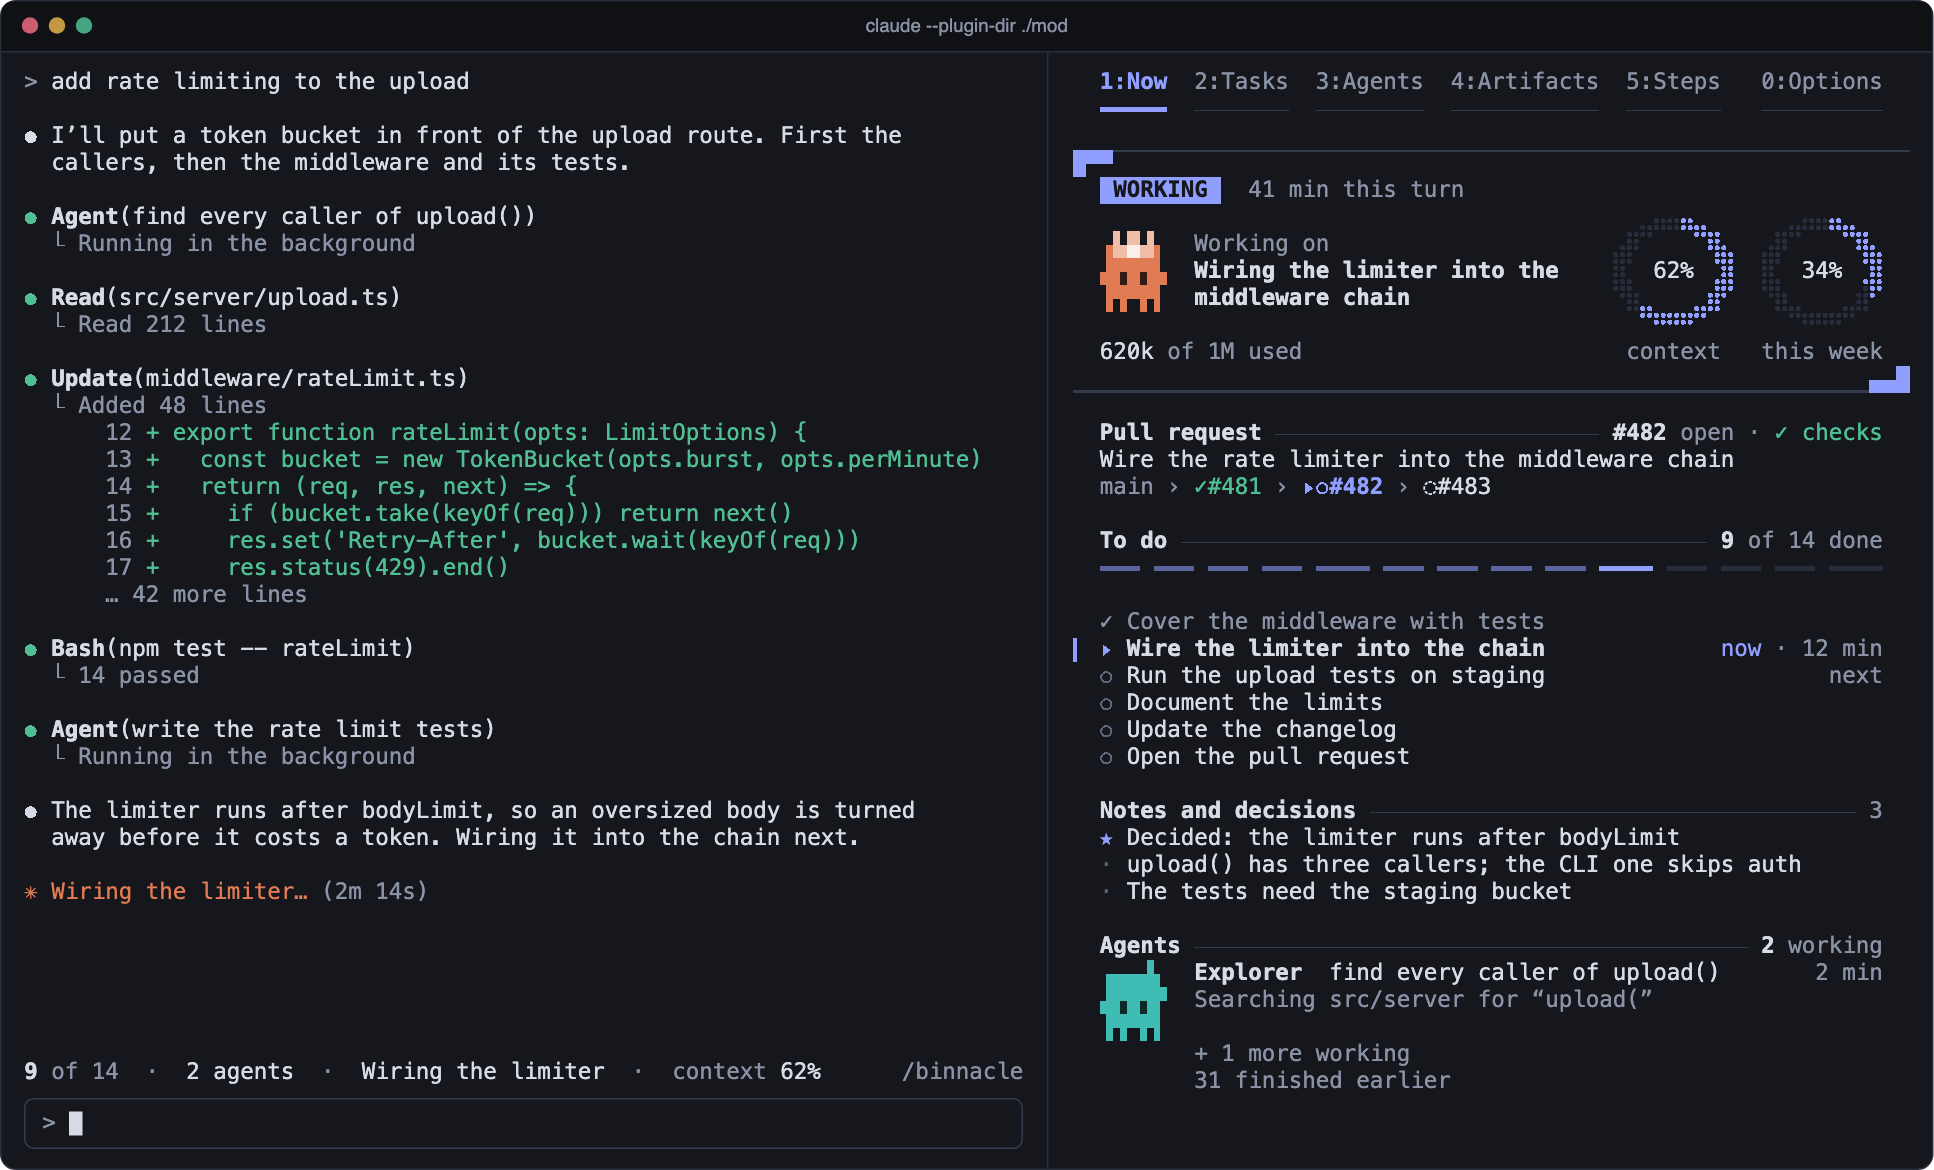 claude --plugin-dir ./mod
> add rate limiting to the upload
● I’ll put a token bucket in front of the upload route. First the
callers, then the middleware and its tests.
● Agent(find every caller of upload())
└ Running in the background
● Read(src/server/upload.ts)
└ Read 212 lines
● Update(middleware/rateLimit.ts)
└ Added 48 lines
12 + export function rateLimit(opts: LimitOptions) {
13 +   const bucket = new TokenBucket(opts.burst, opts.perMinute)
14 +   return (req, res, next) => {
15 +     if (bucket.take(keyOf(req))) return next()
16 +     res.set('Retry-After', bucket.wait(keyOf(req)))
17 +     res.status(429).end()
… 42 more lines
● Bash(npm test -- rateLimit)
└ 14 passed
● Agent(write the rate limit tests)
└ Running in the background
● The limiter runs after bodyLimit, so an oversized body is turned
away before it costs a token. Wiring it into the chain next.
✳ Wiring the limiter… (2m 14s)
9 of 14 · 2 agents · Wiring the limiter · context 62% /binnacle
>
1:Now 2:Tasks 3:Agents 4:Artifacts 5:Steps 0:Options
WORKING 41 min this turn
Working on
Wiring the limiter into the
middleware chain
62% 34%
620k of 1M used context this week
Pull request #482 open · ✓ checks
Wire the rate limiter into the middleware chain
main › ✓#481 › ▸○#482 › ◌#483
To do 9 of 14 done
✓ Cover the middleware with tests
▸ Wire the limiter into the chain now · 12 min
○ Run the upload tests on staging next
○ Document the limits
○ Update the changelog
○ Open the pull request
Notes and decisions 3
★ Decided: the limiter runs after bodyLimit
· upload() has three callers; the CLI one skips auth
· The tests need the staging bucket
Agents 2 working
Explorer find every caller of upload() 2 min
Searching src/server for “upload(”
+ 1 more working
31 finished earlier